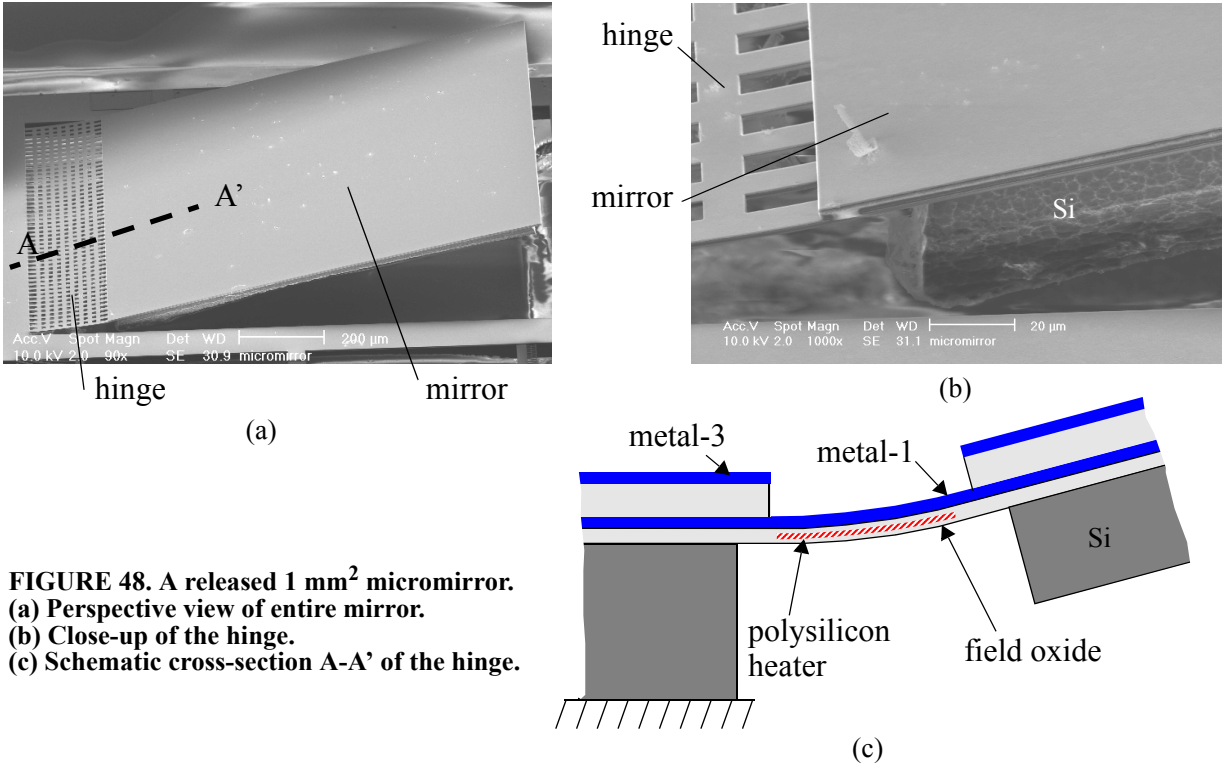 A
A'
Acc.V Spot Magn Det WD 200 µm
10.0 kV 2.0 90x SE 30.9 micromirror
hinge
mirror
(a)
hinge
mirror
Si
Acc.V Spot Magn Det WD 20 µm
10.0 kV 2.0 1000x SE 31.1 micromirror
(b)
metal-3
metal-1
Si
polysilicon
heater
field oxide
(c)
FIGURE 48. A released 1 mm² micromirror.
(a) Perspective view of entire mirror.
(b) Close-up of the hinge.
(c) Schematic cross-section A-A’ of the hinge.